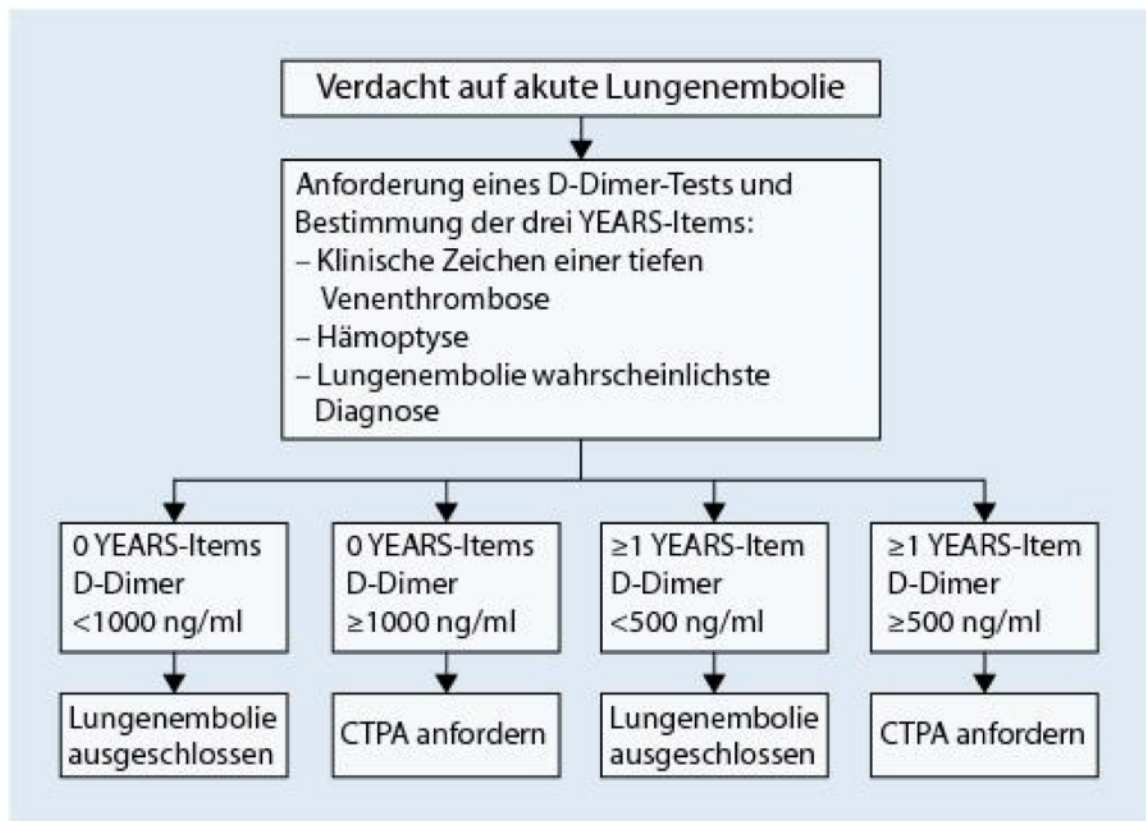 Verdacht auf akute Lungenembolie
Anforderung eines D-Dimer-Tests und
Bestimmung der drei YEARS-Items:
– Klinische Zeichen einer tiefen
Venenthrombose
– Hämoptyse
– Lungenembolie wahrscheinlichste
Diagnose
0 YEARS-Items
D-Dimer
<1000 ng/ml
0 YEARS-Items
D-Dimer
≥1000 ng/ml
≥1 YEARS-Item
D-Dimer
<500 ng/ml
≥1 YEARS-Item
D-Dimer
≥500 ng/ml
Lungenembolie
ausgeschlossen
CTPA anfordern
Lungenembolie
ausgeschlossen
CTPA anfordern